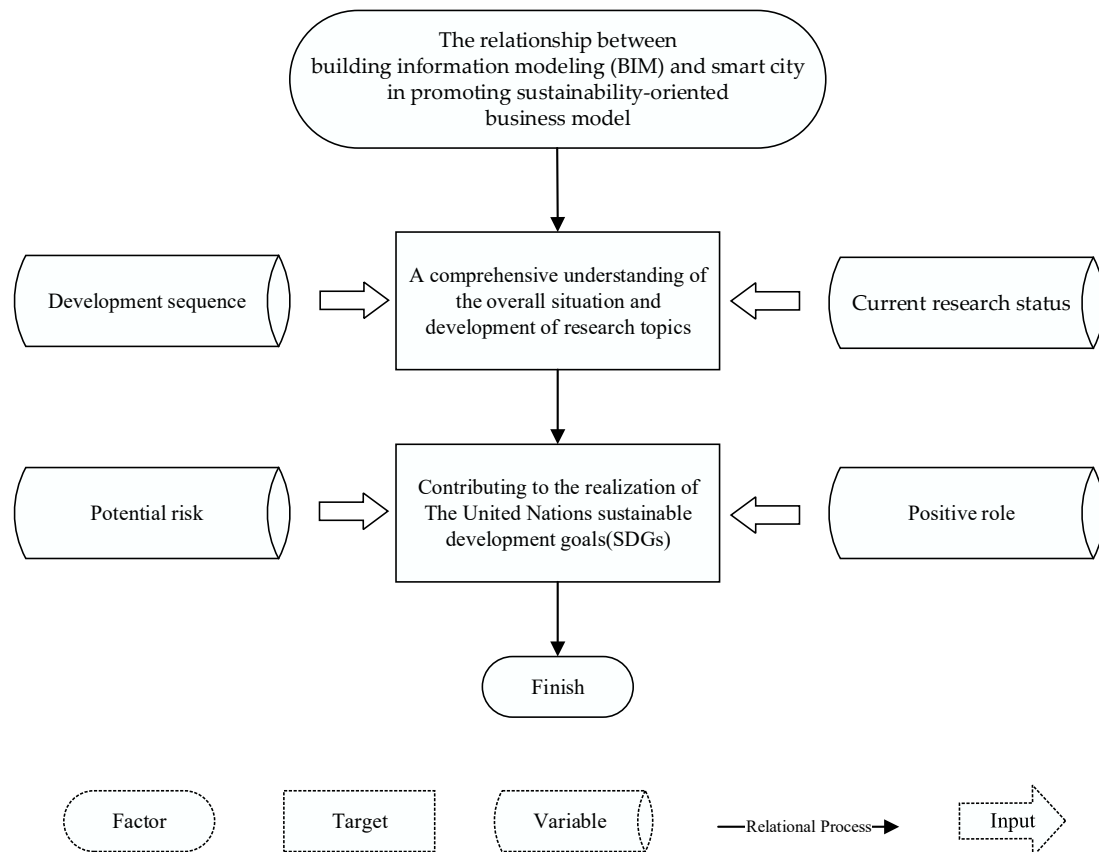 The relationship between
building information modeling (BIM) and smart city
in promoting sustainability-oriented
business model
Development sequence
A comprehensive understanding of
the overall situation and
development of research topics
Current research status
Potential risk
Contributing to the realization of
The United Nations sustainable
development goals(SDGs)
Positive role
Finish
Factor
Target
Variable
Relational Process
Input